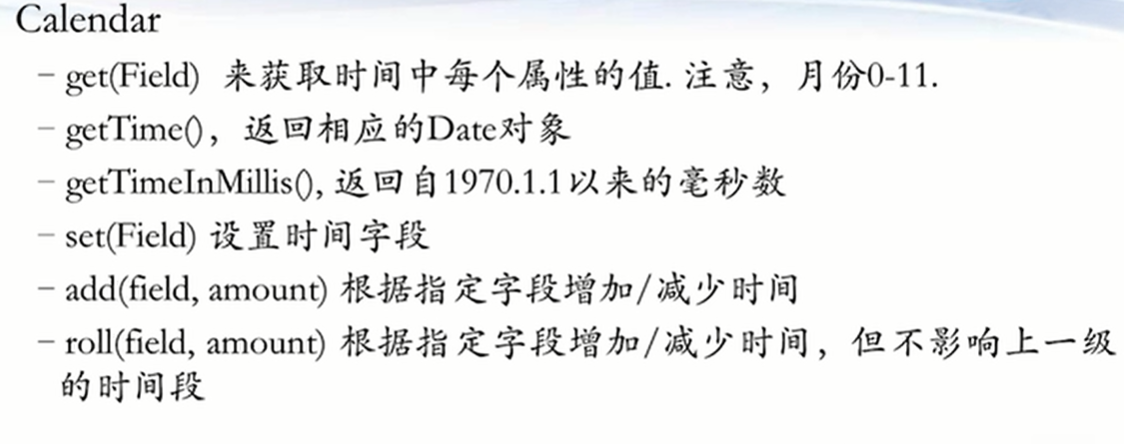 Calendar
– get(Field) 来获取时间中每个属性的值. 注意，月份0-11.
– getTime()，返回相应的Date对象
– getTimeInMillis(), 返回自1970.1.1以来的毫秒数
– set(Field) 设置时间字段
– add(field, amount) 根据指定字段增加/减少时间
– roll(field, amount) 根据指定字段增加/减少时间，但不影响上一级
的时间段